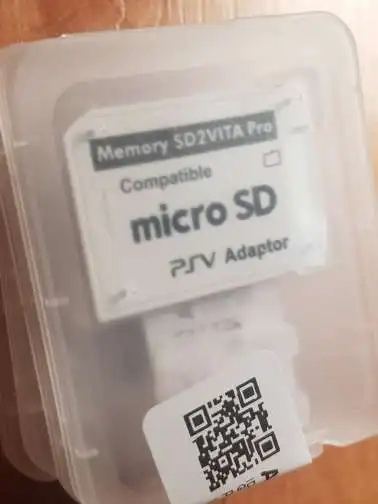 Memory SD2VITA Pro
Compatible
micro SD
PSV Adaptor